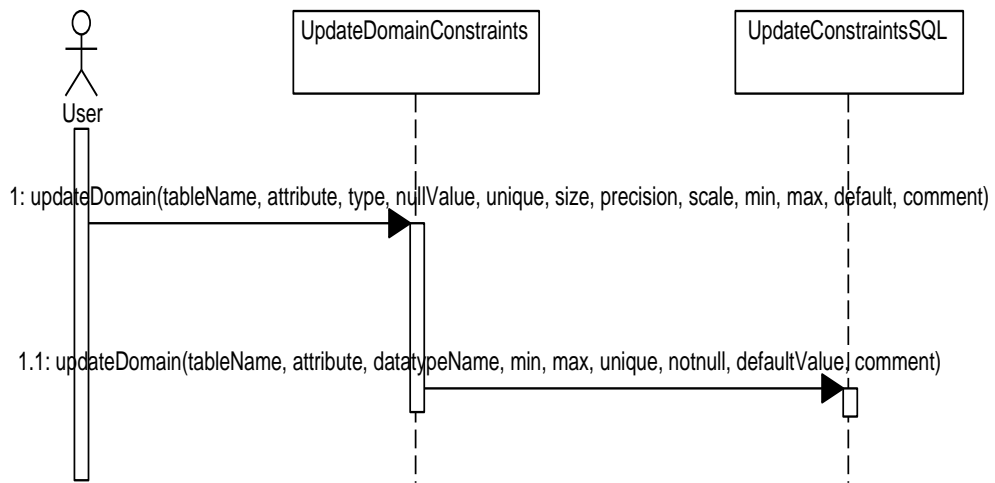 UpdateDomainConstraints
UpdateConstraintsSQL
User
1: updateDomain(tableName, attribute, type, nullValue, unique, size, precision, scale, min, max, default, comment)
1.1: updateDomain(tableName, attribute, datatypeName, min, max, unique, notnull, defaultValue, comment)